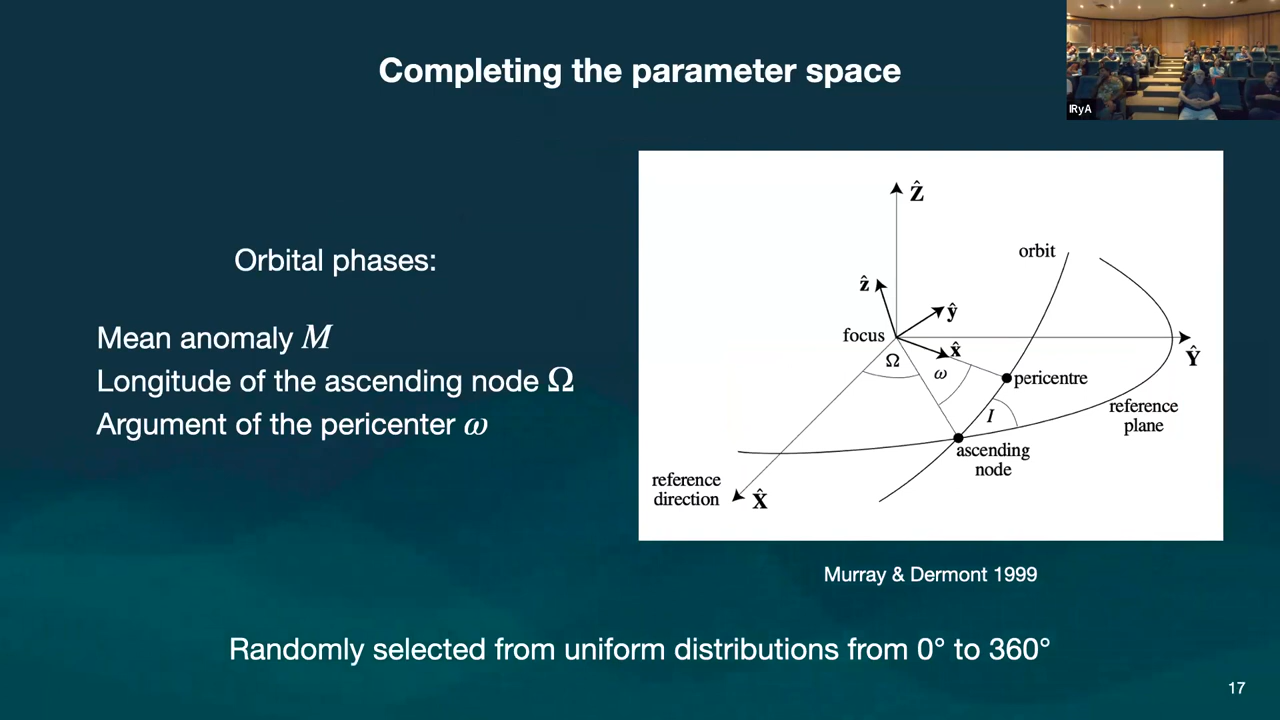 Completing the parameter space
IRyA
Orbital phases:
Mean anomaly M
Longitude of the ascending node Ω
Argument of the pericenter ω
Ẑ
orbit
ẑ
ŷ
focus
x̂
Ŷ
Ω
ω
pericentre
I
reference
plane
ascending
node
reference
direction
X̂
Murray & Dermont 1999
Randomly selected from uniform distributions from 0° to 360°
17